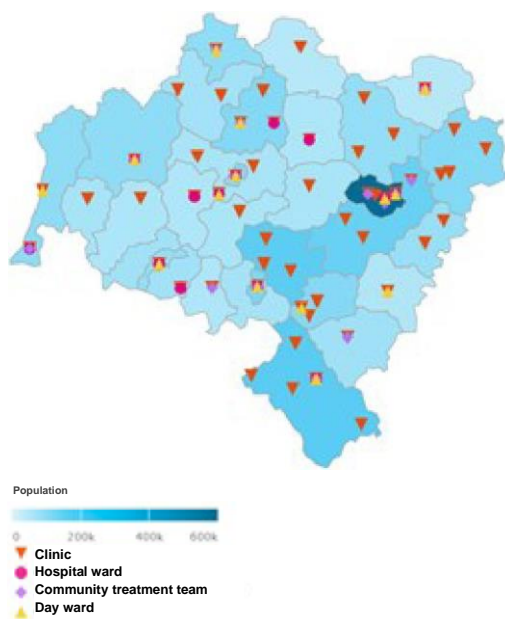 Population
0 200k 400k 600k
Clinic
Hospital ward
Community treatment team
Day ward